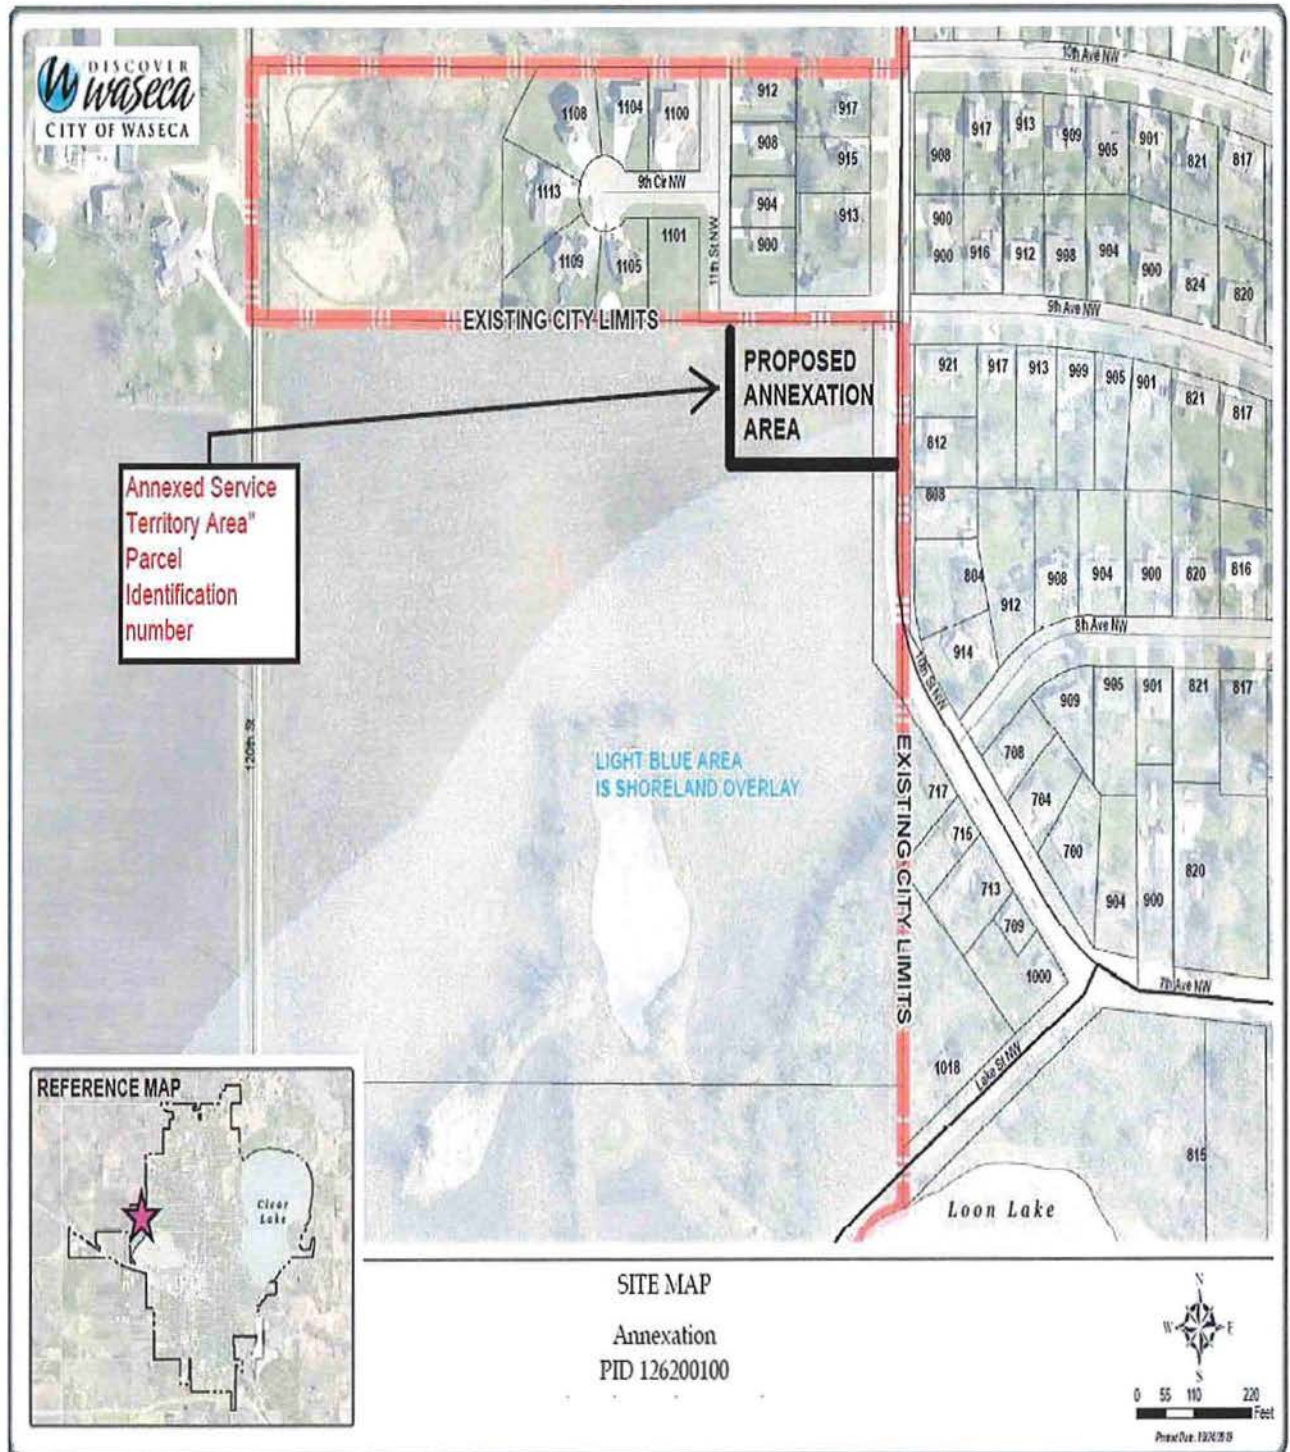 DISCOVER
waseca
CITY OF WASECA
10th Ave NW
1108
1104
1100
912
917
908
917
913
909
905
901
821
817
908
915
1113
9th Cir NW
904
913
900
1109
1105
1101
11th St NW
900
900
916
912
908
904
900
824
820
EXISTING CITY LIMITS
9th Ave NW
PROPOSED
ANNEXATION
AREA
921
917
913
909
905
901
821
817
812
808
Annexed Service
Territory Area"
Parcel
Identification
number
804
912
908
904
900
820
816
8th Ave NW
914
10th St NW
909
905
901
821
817
120th St
LIGHT BLUE AREA
IS SHORELAND OVERLAY
EXISTING CITY LIMITS
708
717
704
715
700
713
709
904
900
820
1000
7th Ave NW
1018
Lake St NW
815
Loon Lake
REFERENCE MAP
Clear
Lake
SITE MAP
Annexation
PID 126200100
N
W
E
S
0 55 110 220
Feet